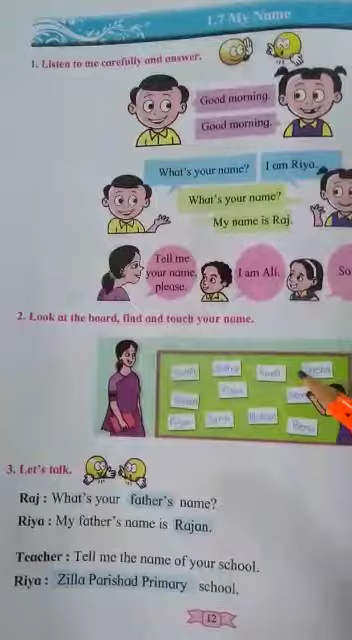 1.7 My Name
1. Listen to me carefully and answer.
Good morning.
Good morning.
What's your name?
I am Riya.
What's your name?
My name is Raj.
Tell me
your name,
please.
I am Ali.
So
2. Look at the board, find and touch your name.
3. Let's talk.
Raj : What's your father's name?
Riya : My father's name is Rajan.
Teacher : Tell me the name of your school.
Riya : Zilla Parishad Primary school.
12